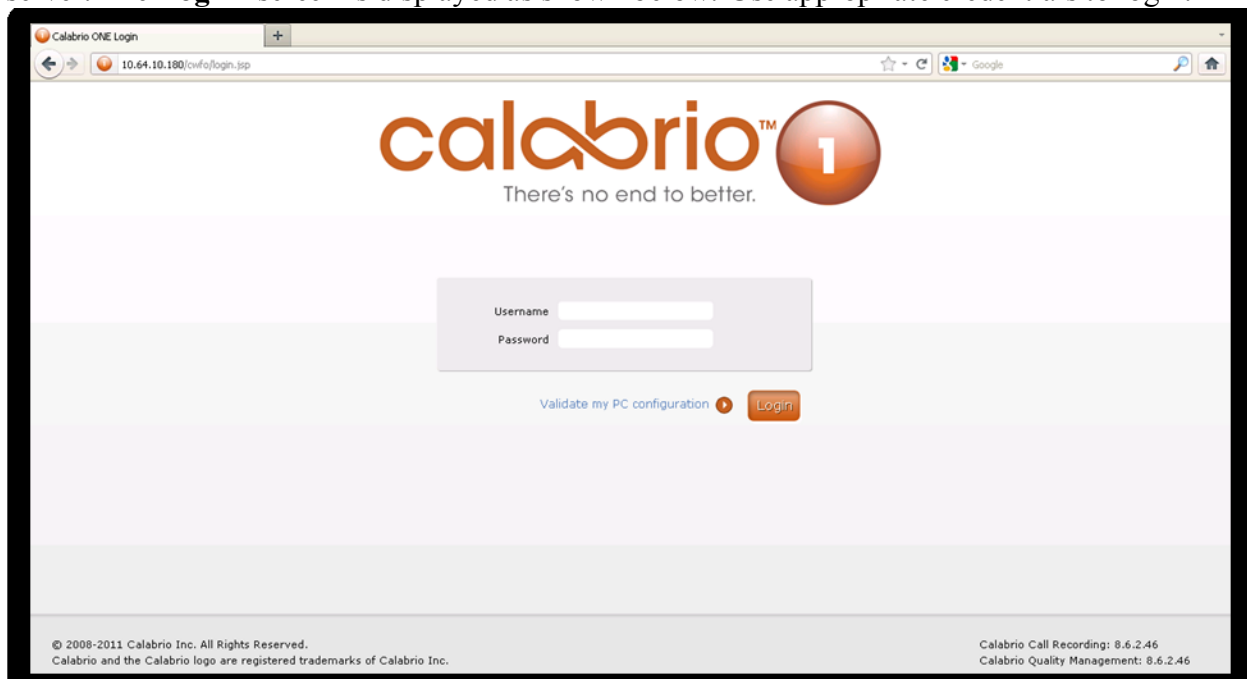 Calabrio ONE Login
10.64.10.180/cwfo/login.jsp
Google
calabrio™ 1
There's no end to better.
Username
Password
Validate my PC configuration
Login
© 2008-2011 Calabrio Inc. All Rights Reserved.
Calabrio and the Calabrio logo are registered trademarks of Calabrio Inc.
Calabrio Call Recording: 8.6.2.46
Calabrio Quality Management: 8.6.2.46